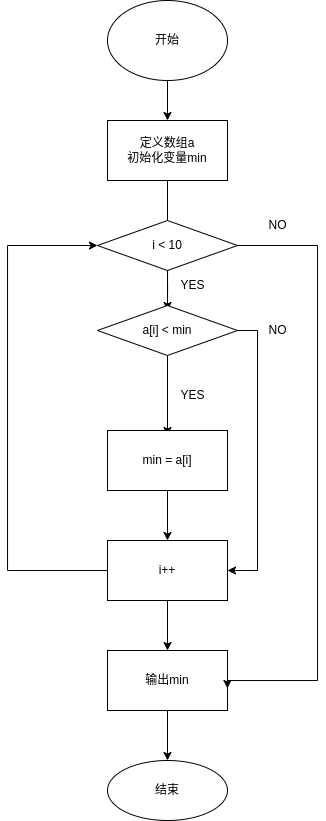 开始
定义数组a
初始化变量min
i < 10
NO
YES
a[i] < min
NO
YES
min = a[i]
i++
输出min
结束